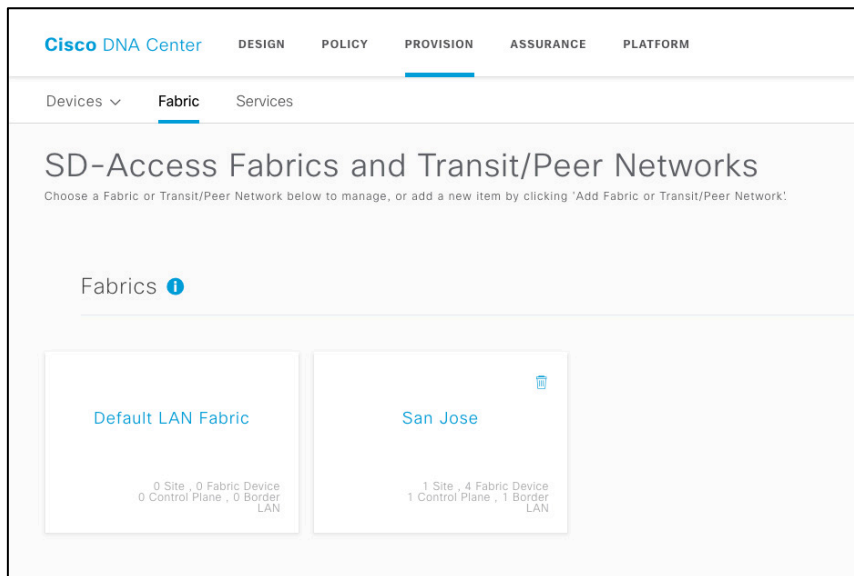 Cisco DNA Center DESIGN POLICY PROVISION ASSURANCE PLATFORM
Devices Fabric Services
SD-Access Fabrics and Transit/Peer Networks
Choose a Fabric or Transit/Peer Network below to manage, or add a new item by clicking 'Add Fabric or Transit/Peer Network'.
Fabrics
Default LAN Fabric
0 Site , 0 Fabric Device
0 Control Plane , 0 Border
LAN
San Jose
1 Site , 4 Fabric Device
1 Control Plane , 1 Border
LAN